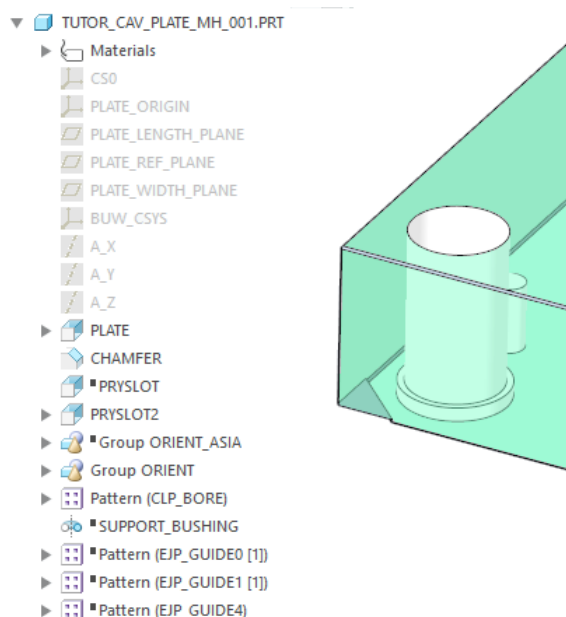 TUTOR_CAV_PLATE_MH_001.PRT
Materials
CS0
PLATE_ORIGIN
PLATE_LENGTH_PLANE
PLATE_REF_PLANE
PLATE_WIDTH_PLANE
BUW_CSYS
A_X
A_Y
A_Z
PLATE
CHAMFER
PRYSLOT
PRYSLOT2
Group ORIENT_ASIA
Group ORIENT
Pattern (CLP_BORE)
SUPPORT_BUSHING
Pattern (EJP_GUIDE0 [1])
Pattern (EJP_GUIDE1 [1])
Pattern (EJP_GUIDE4)